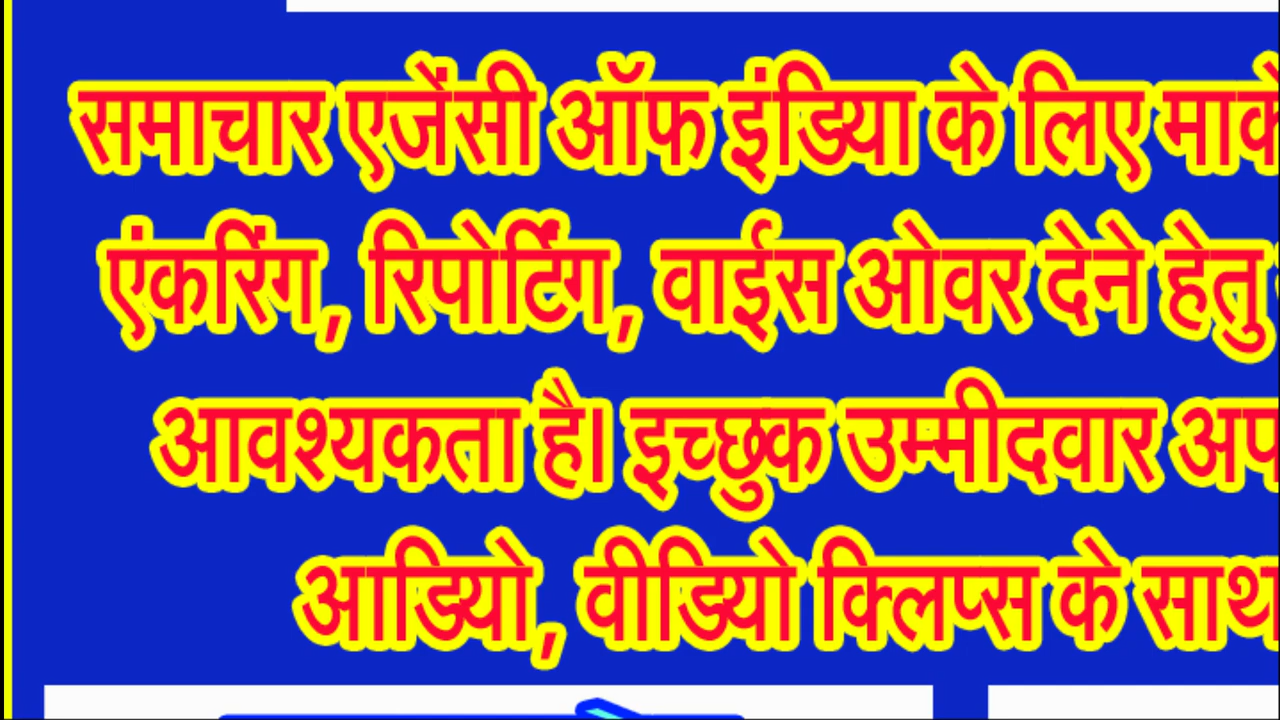 समाचार एजेंसी ऑफ इंडिया के लिए
एंकरिंग, रिपोर्टिंग, वाईस ओवर देने हेतु
आवश्यकता है। इच्छुक उम्मीदवार
आडियो, वीडियो क्लिप्स के साथ